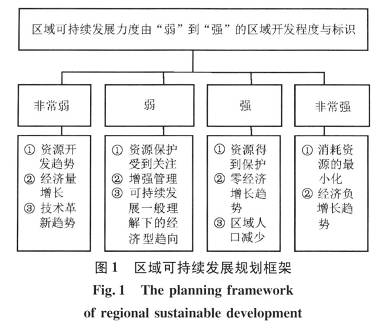 区域可持续发展力度由“弱”到“强”的区域开发程度与标识
非常弱
弱
强
非常强
① 资源开
发趋势
② 经济量
增长
③ 技术革
新趋势
① 资源保护
受到关注
② 增强管理
③ 可持续发
展一般理
解下的经
济型趋向
① 资源得
到保护
② 零经济
增长趋
势
③ 区域人
口减少
① 消耗资
源的最
小化
② 经济负
增长趋
势
图 1 区域可持续发展规划框架
Fig. 1 The planning framework
of regional sustainable development